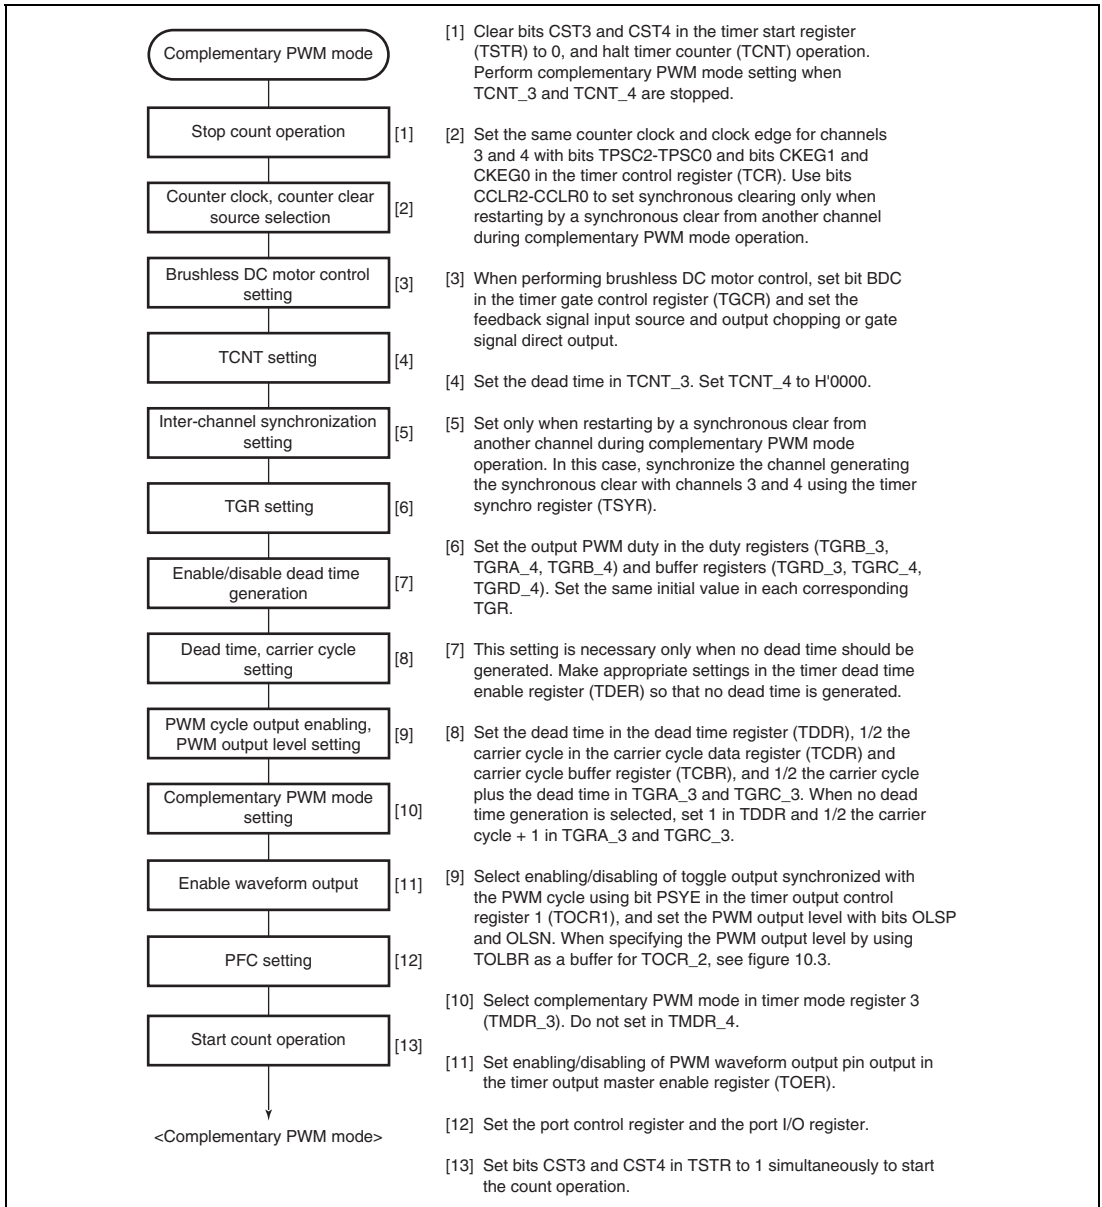 Complementary PWM mode
Stop count operation
[1]
Counter clock, counter clear
source selection
[2]
Brushless DC motor control
setting
[3]
TCNT setting
[4]
Inter-channel synchronization
setting
[5]
TGR setting
[6]
Enable/disable dead time
generation
[7]
Dead time, carrier cycle
setting
[8]
PWM cycle output enabling,
PWM output level setting
[9]
Complementary PWM mode
setting
[10]
Enable waveform output
[11]
PFC setting
[12]
Start count operation
[13]
<Complementary PWM mode>
[1] Clear bits CST3 and CST4 in the timer start register
(TSTR) to 0, and halt timer counter (TCNT) operation.
Perform complementary PWM mode setting when
TCNT_3 and TCNT_4 are stopped.
[2] Set the same counter clock and clock edge for channels
3 and 4 with bits TPSC2-TPSC0 and bits CKEG1 and
CKEG0 in the timer control register (TCR). Use bits
CCLR2-CCLR0 to set synchronous clearing only when
restarting by a synchronous clear from another channel
during complementary PWM mode operation.
[3] When performing brushless DC motor control, set bit BDC
in the timer gate control register (TGCR) and set the
feedback signal input source and output chopping or gate
signal direct output.
[4] Set the dead time in TCNT_3. Set TCNT_4 to H'0000.
[5] Set only when restarting by a synchronous clear from
another channel during complementary PWM mode
operation. In this case, synchronize the channel generating
the synchronous clear with channels 3 and 4 using the timer
synchro register (TSYR).
[6] Set the output PWM duty in the duty registers (TGRB_3,
TGRA_4, TGRB_4) and buffer registers (TGRD_3, TGRC_4,
TGRD_4). Set the same initial value in each corresponding
TGR.
[7] This setting is necessary only when no dead time should be
generated. Make appropriate settings in the timer dead time
enable register (TDER) so that no dead time is generated.
[8] Set the dead time in the dead time register (TDDR), 1/2 the
carrier cycle in the carrier cycle data register (TCDR) and
carrier cycle buffer register (TCBR), and 1/2 the carrier cycle
plus the dead time in TGRA_3 and TGRC_3. When no dead
time generation is selected, set 1 in TDDR and 1/2 the carrier
cycle + 1 in TGRA_3 and TGRC_3.
[9] Select enabling/disabling of toggle output synchronized with
the PWM cycle using bit PSYE in the timer output control
register 1 (TOCR1), and set the PWM output level with bits OLSP
and OLSN. When specifying the PWM output level by using
TOLBR as a buffer for TOCR_2, see figure 10.3.
[10] Select complementary PWM mode in timer mode register 3
(TMDR_3). Do not set in TMDR_4.
[11] Set enabling/disabling of PWM waveform output pin output in
the timer output master enable register (TOER).
[12] Set the port control register and the port I/O register.
[13] Set bits CST3 and CST4 in TSTR to 1 simultaneously to start
the count operation.